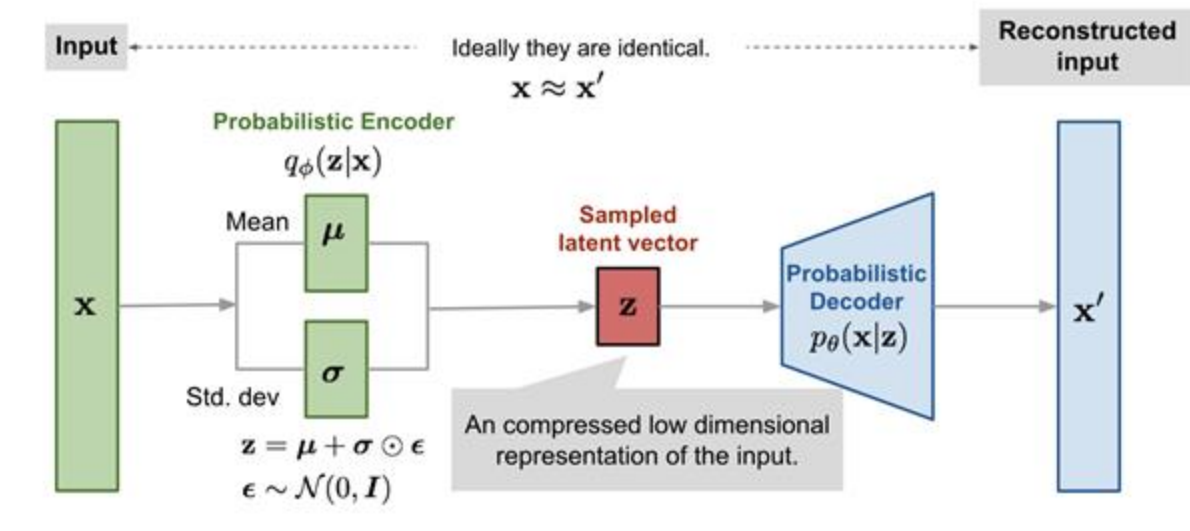 Input
Ideally they are identical.
x ≈ x′
Reconstructed
input
Probabilistic Encoder
qϕ(z|x)
Mean
μ
x
σ
Std. dev
z = μ + σ ⊙ ϵ
ϵ ∼ 𝒩(0, I)
Sampled
latent vector
z
An compressed low dimensional
representation of the input.
Probabilistic
Decoder
pθ(x|z)
x′